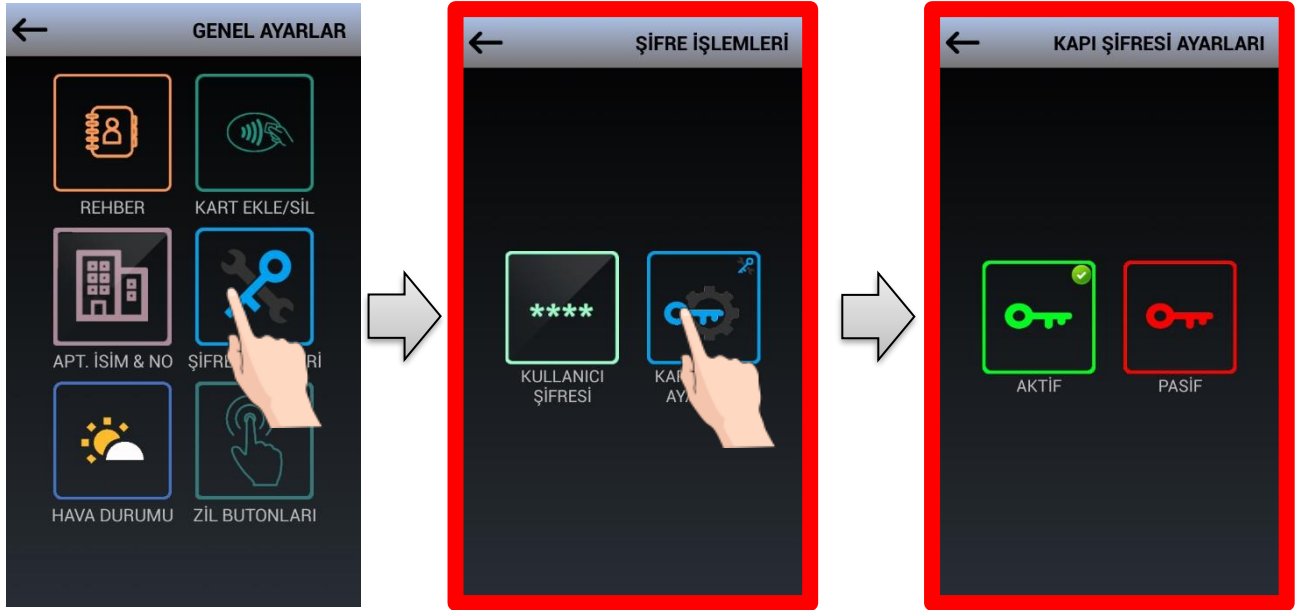 GENEL AYARLAR
REHBER
KART EKLE/SİL
APT. İSİM & NO
HAVA DURUMU
ZİL BUTONLARI
ŞİFRE İŞLEMLERİ
****
KULLANICI
ŞİFRESİ
KAPI ŞİFRESİ AYARLARI
AKTİF
PASİF